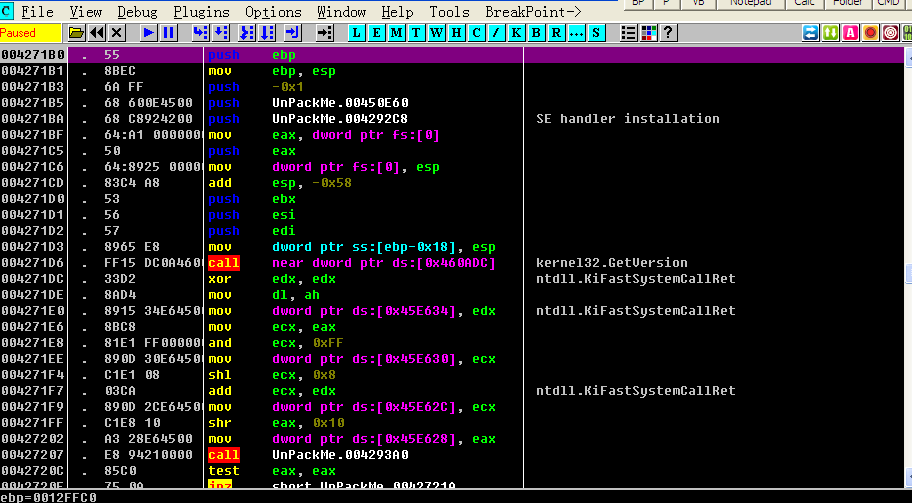 C File View Debug Plugins Options Window Help Tools BreakPoint-> BP P VB Notepad Calc Folder CMD
Paused L E M T W H C / K B R ... S ? A
004271B0 . 55 push ebp
004271B1 . 8BEC mov ebp, esp
004271B3 . 6A FF push -0x1
004271B5 . 68 600E4500 push UnPackMe.00450E60
004271BA . 68 C8924200 push UnPackMe.004292C8 SE handler installation
004271BF . 64:A1 0000000 mov eax, dword ptr fs:[0]
004271C5 . 50 push eax
004271C6 . 64:8925 00000 mov dword ptr fs:[0], esp
004271CD . 83C4 A8 add esp, -0x58
004271D0 . 53 push ebx
004271D1 . 56 push esi
004271D2 . 57 push edi
004271D3 . 8965 E8 mov dword ptr ss:[ebp-0x18], esp
004271D6 . FF15 DC0A4600 call near dword ptr ds:[0x460ADC] kernel32.GetVersion
004271DC . 33D2 xor edx, edx ntdll.KiFastSystemCallRet
004271DE . 8AD4 mov dl, ah
004271E0 . 8915 34E64500 mov dword ptr ds:[0x45E634], edx ntdll.KiFastSystemCallRet
004271E6 . 8BC8 mov ecx, eax
004271E8 . 81E1 FF000000 and ecx, 0xFF
004271EE . 890D 30E64500 mov dword ptr ds:[0x45E630], ecx
004271F4 . C1E1 08 shl ecx, 0x8
004271F7 . 03CA add ecx, edx ntdll.KiFastSystemCallRet
004271F9 . 890D 2CE64500 mov dword ptr ds:[0x45E62C], ecx
004271FF . C1E8 10 shr eax, 0x10
00427202 . A3 28E64500 mov dword ptr ds:[0x45E628], eax
00427207 . E8 94210000 call UnPackMe.004293A0
0042720C . 85C0 test eax, eax
0042720E . 75 0A jnz short UnPackMe.0042721A
ebp=0012FFC0